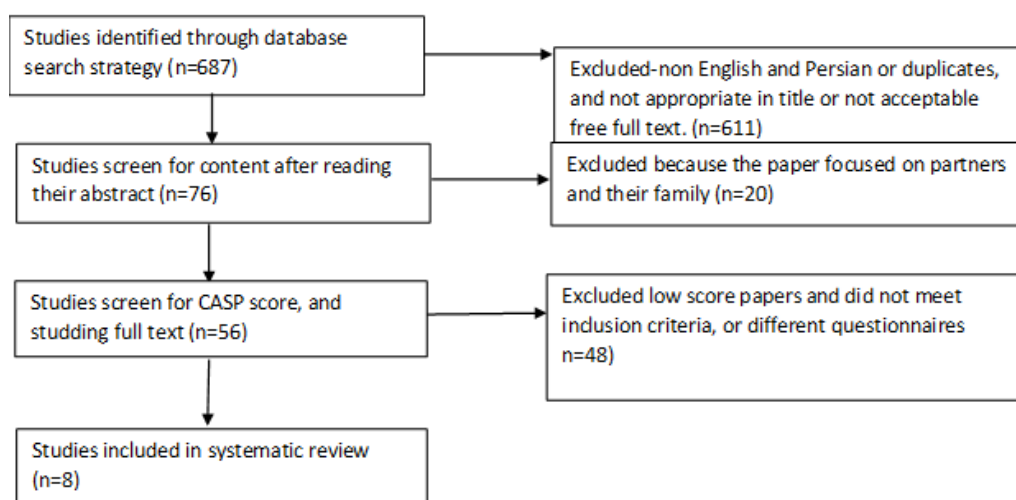 Studies identified through database
search strategy (n=687)
Excluded-non English and Persian or duplicates,
and not appropriate in title or not acceptable
free full text. (n=611)
Studies screen for content after reading
their abstract (n=76)
Excluded because the paper focused on partners
and their family (n=20)
Studies screen for CASP score, and
studding full text (n=56)
Excluded low score papers and did not meet
inclusion criteria, or different questionnaires
n=48)
Studies included in systematic review
(n=8)